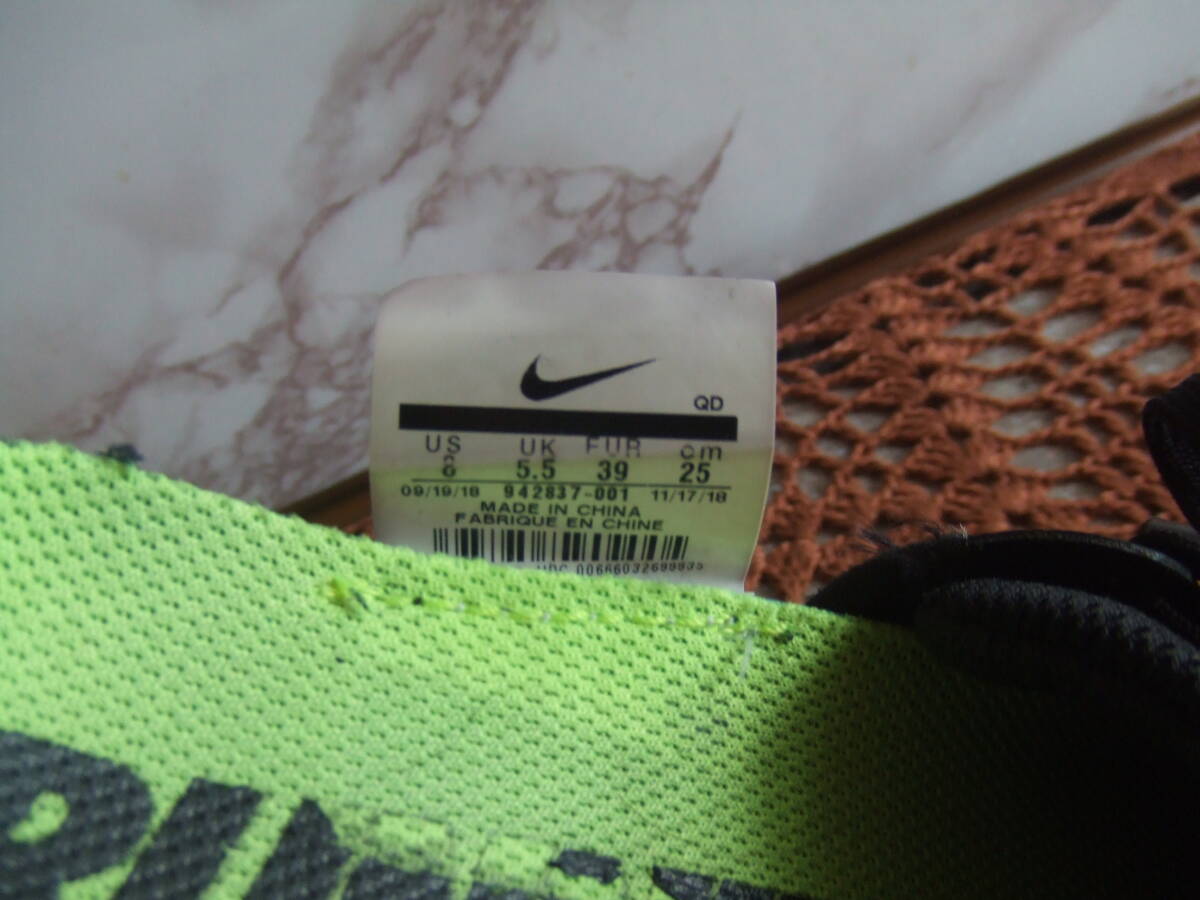 QD
US UK EUR cm
6 5.5 39 25
09/19/18 942837-001 11/17/18
MADE IN CHINA
FABRIQUE EN CHINE